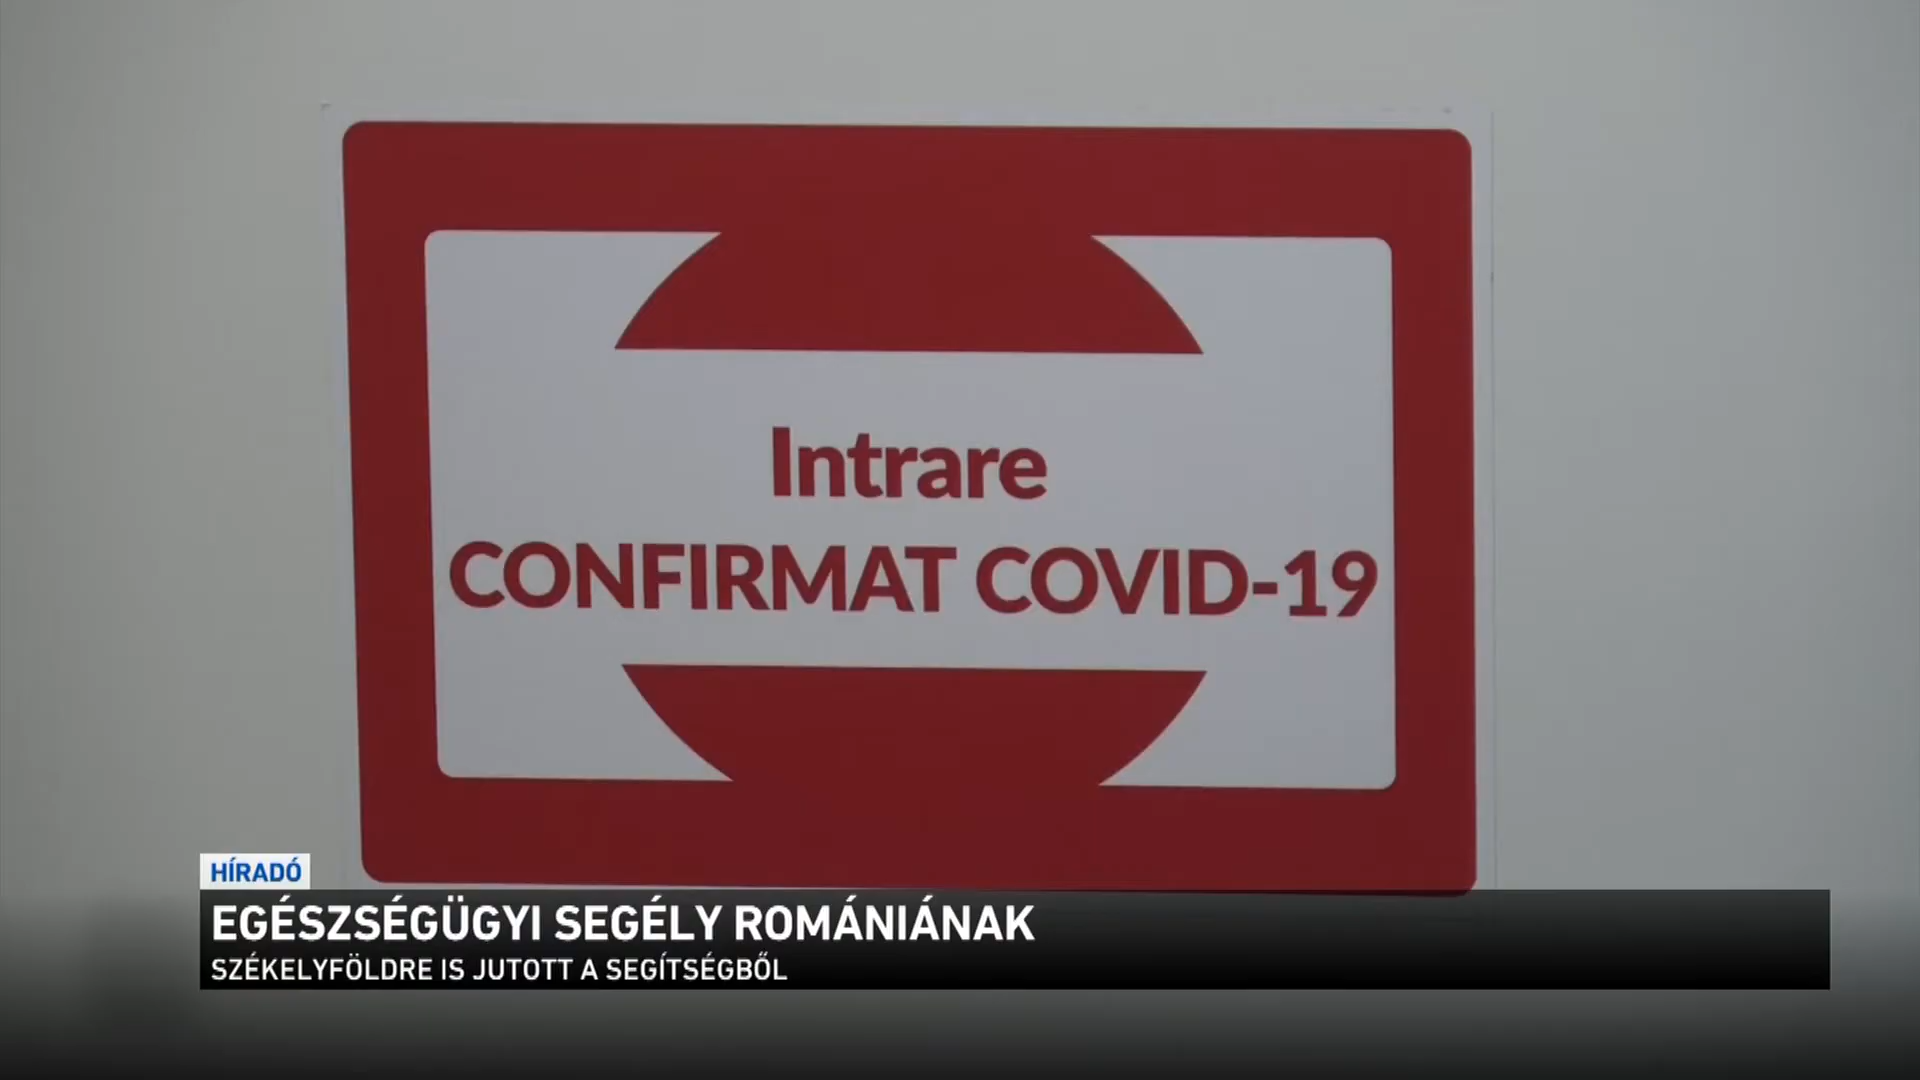 Intrare
CONFIRMAT COVID-19
HÍRADÓ
EGÉSZSÉGÜGYI SEGÉLY ROMÁNIÁNAK
SZÉKELYFÖLDRE IS JUTOTT A SEGÍTSÉGBŐL